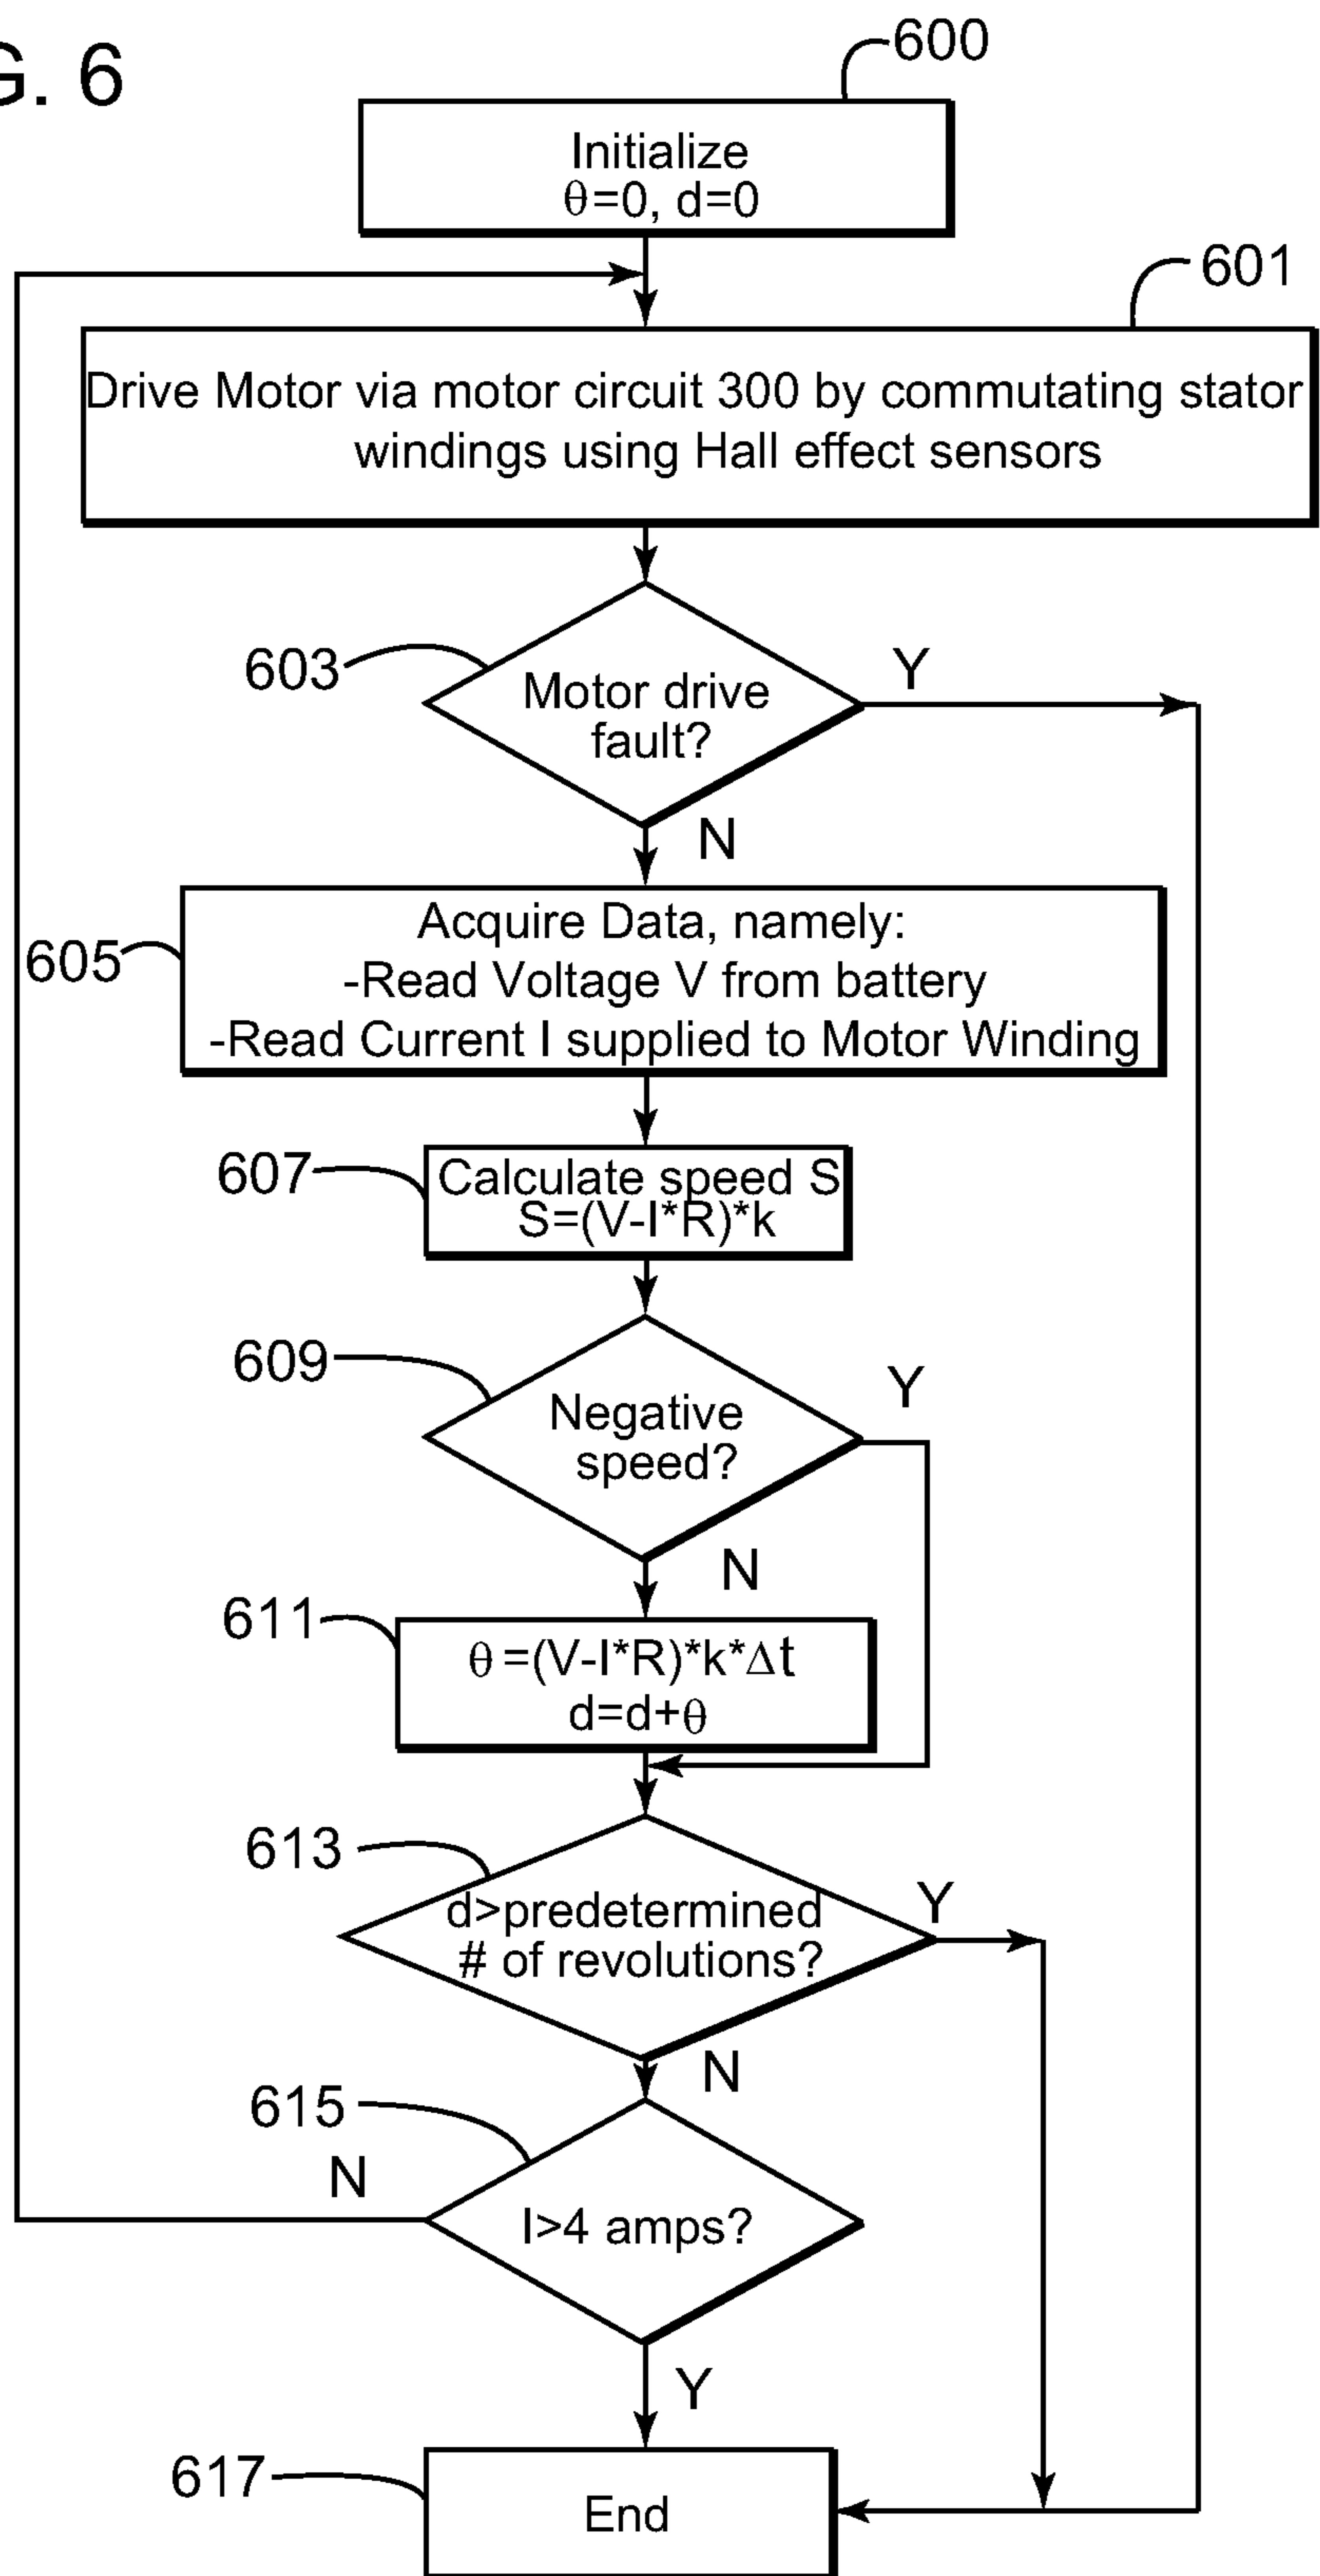 G. 6
600
Initialize
θ=0, d=0
601
Drive Motor via motor circuit 300 by commutating stator
windings using Hall effect sensors
603
Motor drive
fault?
Y
N
605
Acquire Data, namely:
-Read Voltage V from battery
-Read Current I supplied to Motor Winding
607
Calculate speed S
S=(V-I*R)*k
609
Negative
speed?
Y
N
611
θ =(V-I*R)*k*Δt
d=d+θ
613
d>predetermined
# of revolutions?
Y
N
615
N
I>4 amps?
Y
617
End